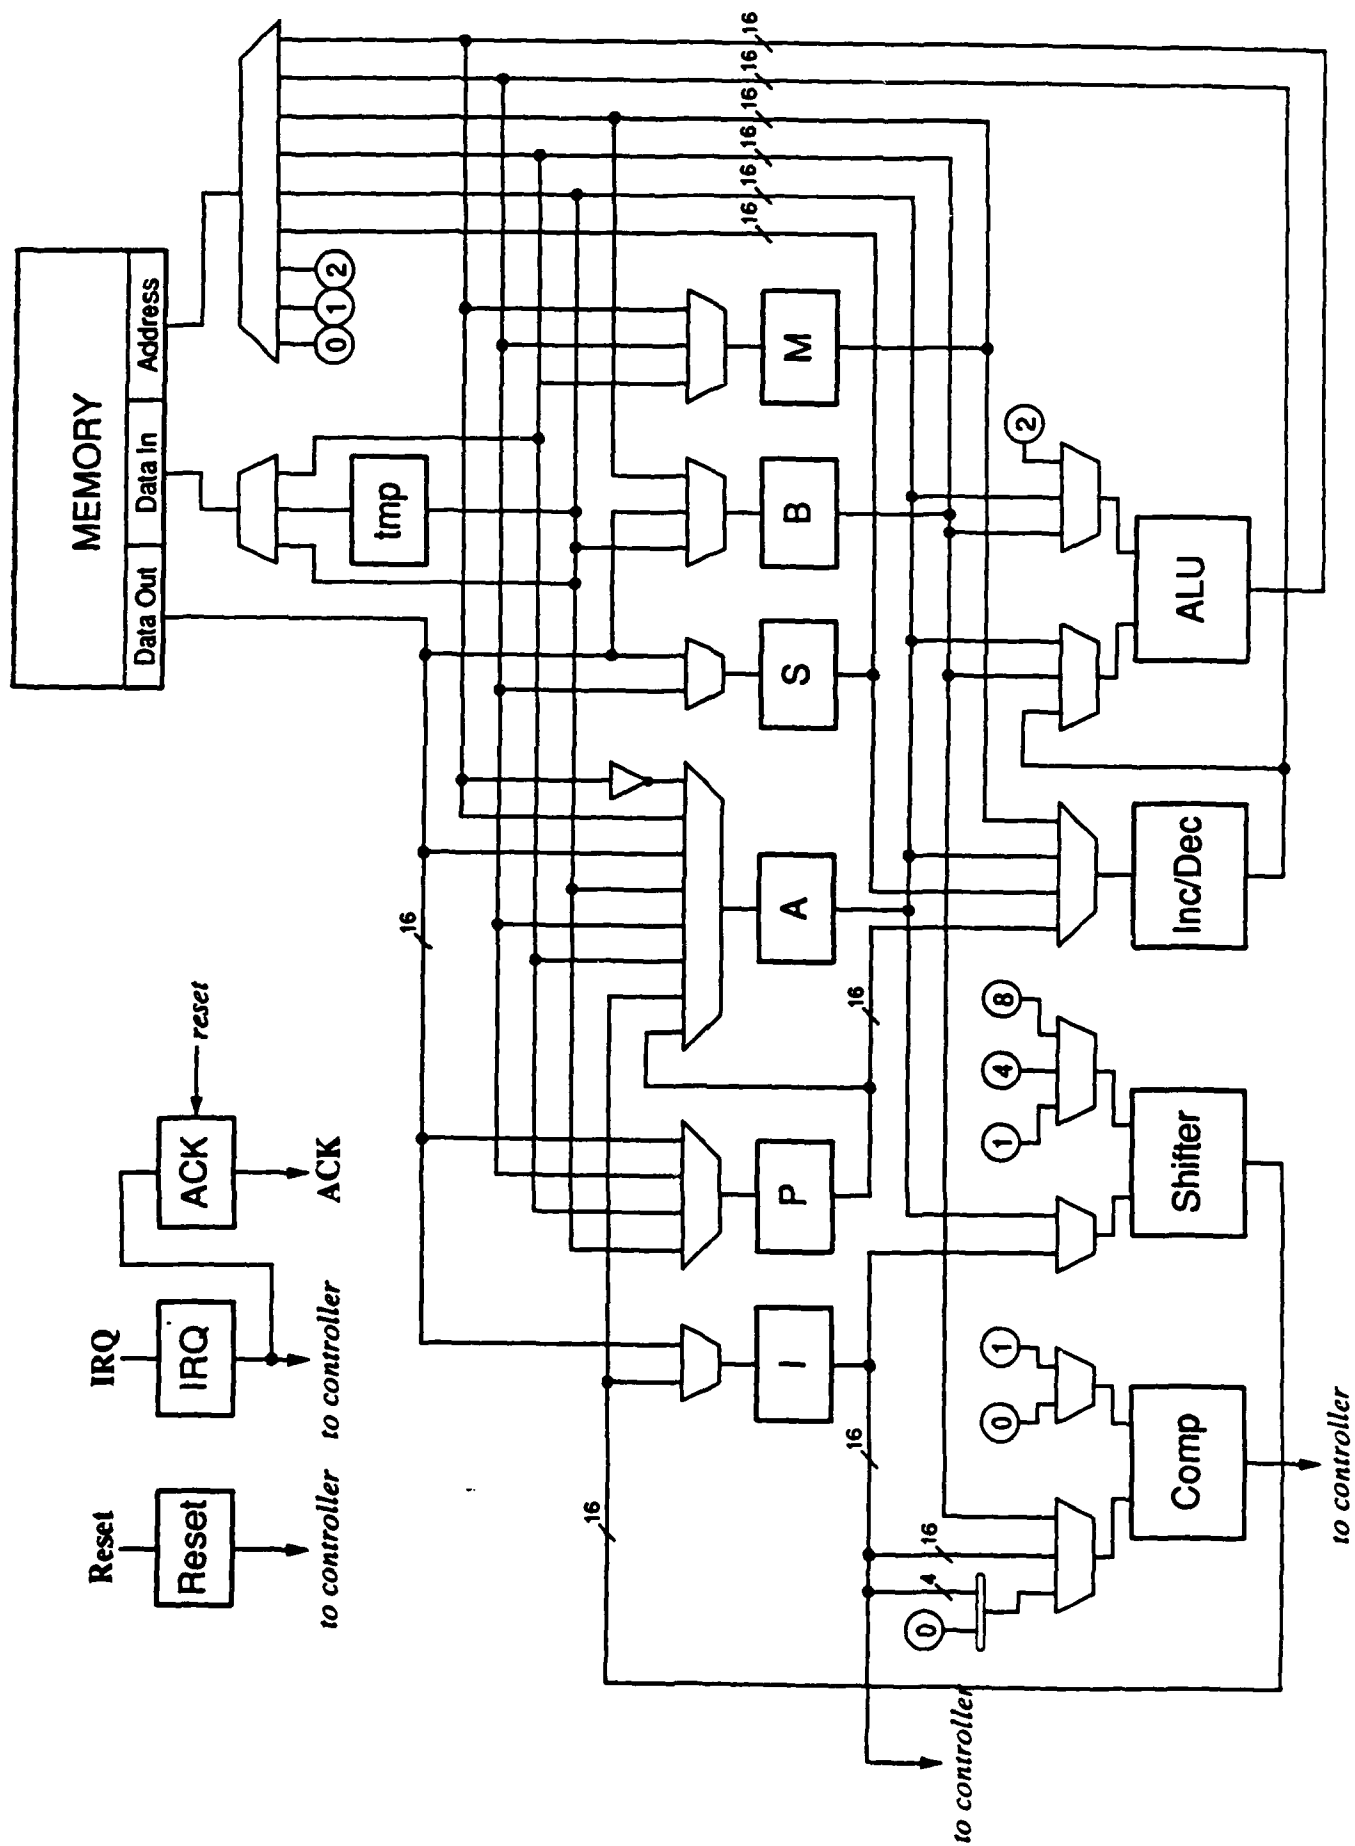 Reset
IRQ
MEMORY
Data Out
Data In
Address
Reset
IRQ
ACK
reset
to controller
to controller
ACK
0
1
2
tmp
16
16
16
16
16
16
16
16
I
P
A
S
B
M
16
16
0
4
16
to controller
0
1
1
4
8
2
Comp
Shifter
Inc/Dec
ALU
to controller